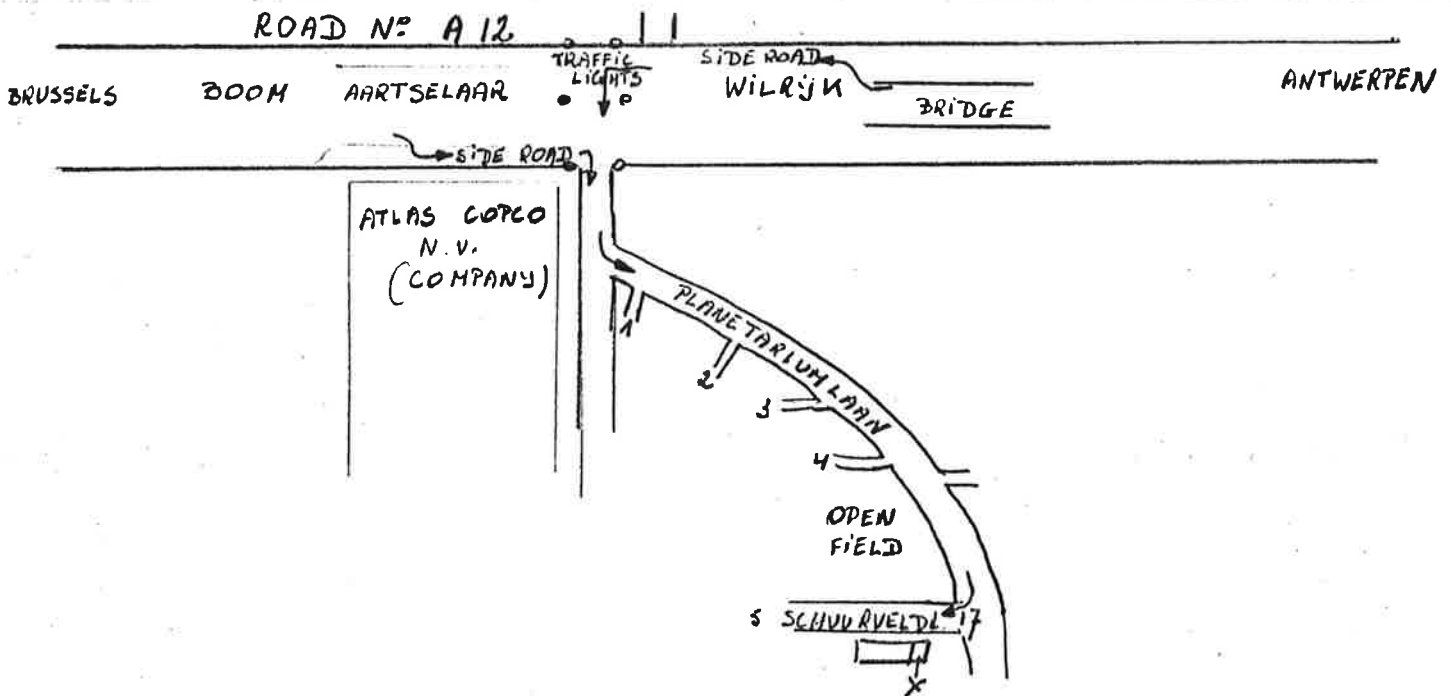 ROAD Nº A 12
TRAFFIC LIGHTS
SIDE ROAD
BRUSSELS BOOM AARTSELAAR WILRIJK ANTWERPEN
BRIDGE
SIDE ROAD
ATLAS COPCO
N.V.
(COMPANY)
PLANETARIUMLAAN
1
2
3
4
OPEN
FIELD
5 SCHUURVELDL. 17
X